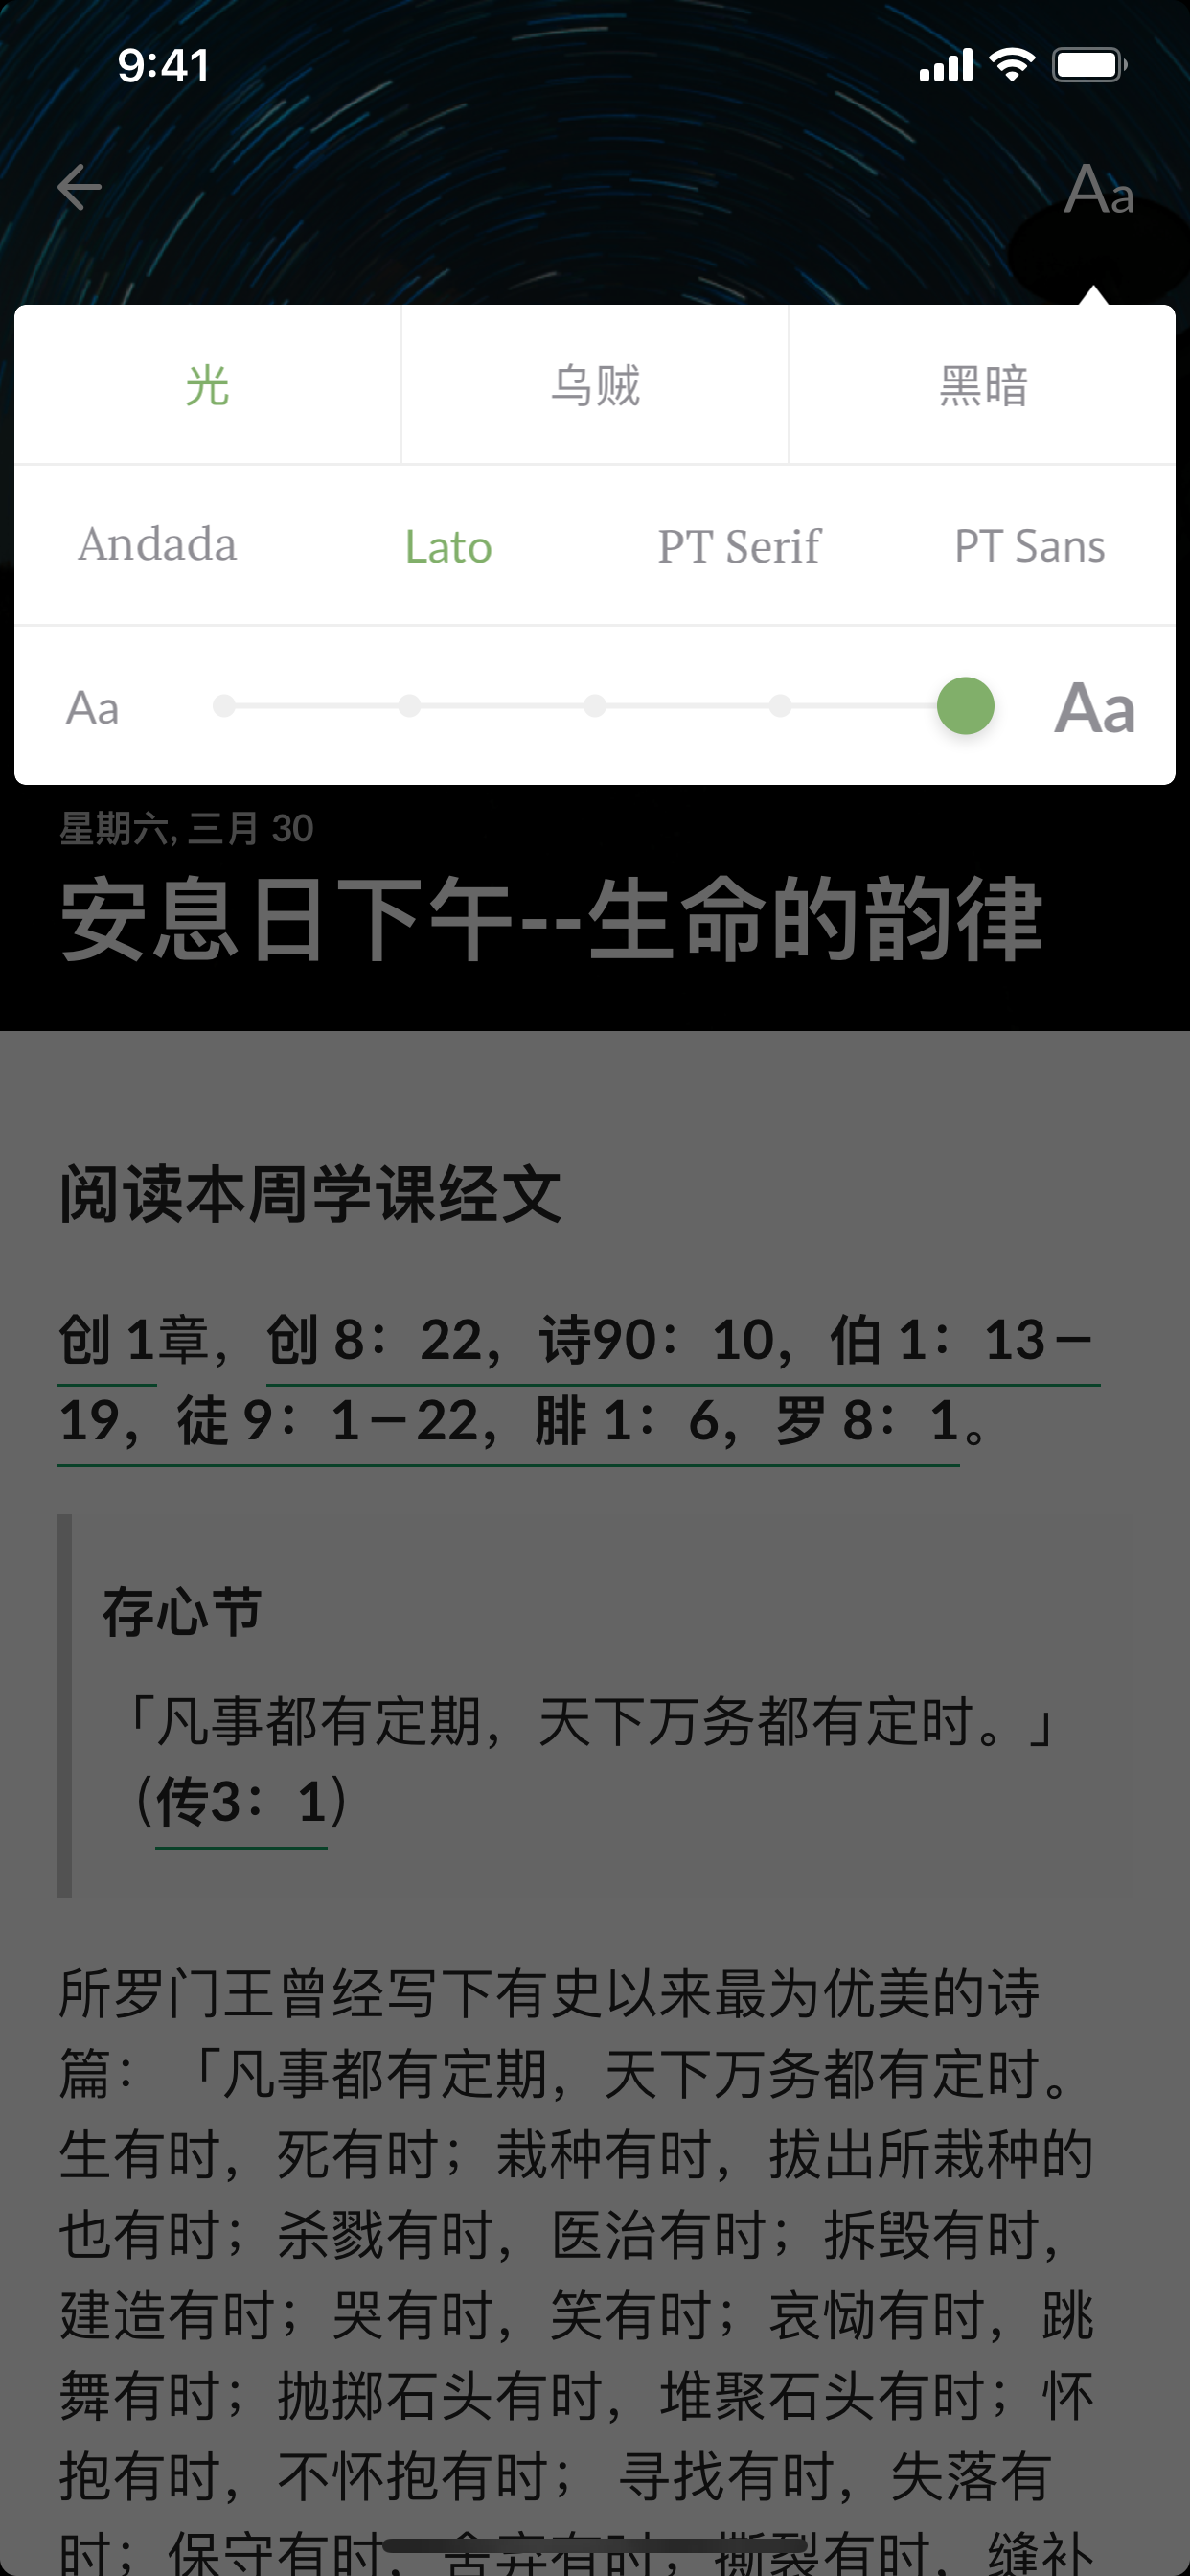 9:41
Aa
光 乌贼 黑暗
Andada Lato PT Serif PT Sans
Aa Aa
星期六, 三月 30
安息日下午--生命的韵律
阅读本周学课经文
创 1章，创 8：22，诗90：10，伯 1：13－
19，徒 9：1－22，腓 1：6，罗 8：1。
存心节
「凡事都有定期，天下万务都有定时。」
（传3：1）
所罗门王曾经写下有史以来最为优美的诗
篇：「凡事都有定期，天下万务都有定时。
生有时，死有时；栽种有时，拔出所栽种的
也有时；杀戮有时，医治有时；拆毁有时，
建造有时；哭有时，笑有时；哀恸有时，跳
舞有时；抛掷石头有时，堆聚石头有时；怀
抱有时，不怀抱有时； 寻找有时，失落有
时；保守有时，舍弃有时；撕裂有时，缝补